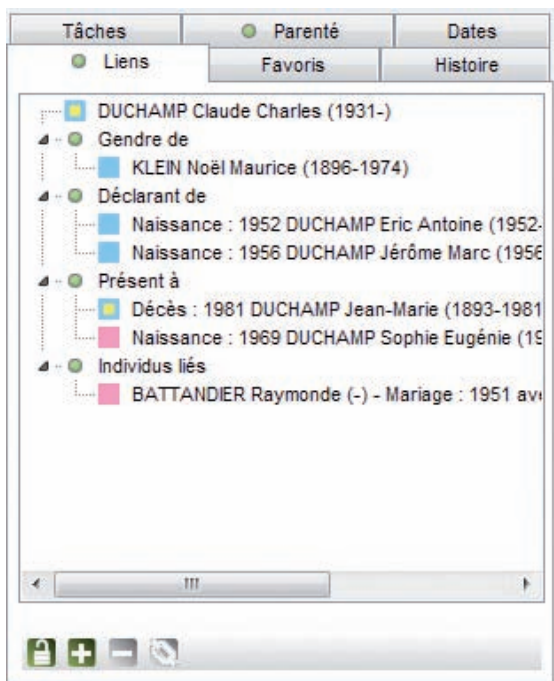 Tâches Parenté Dates
Liens Favoris Histoire
DUCHAMP Claude Charles (1931-)
Gendre de
KLEIN Noël Maurice (1896-1974)
Déclarant de
Naissance : 1952 DUCHAMP Eric Antoine (1952-
Naissance : 1956 DUCHAMP Jérôme Marc (1956
Présent à
Décès : 1981 DUCHAMP Jean-Marie (1893-1981
Naissance : 1969 DUCHAMP Sophie Eugénie (19
Individus liés
BATTANDIER Raymonde (-) - Mariage : 1951 ave